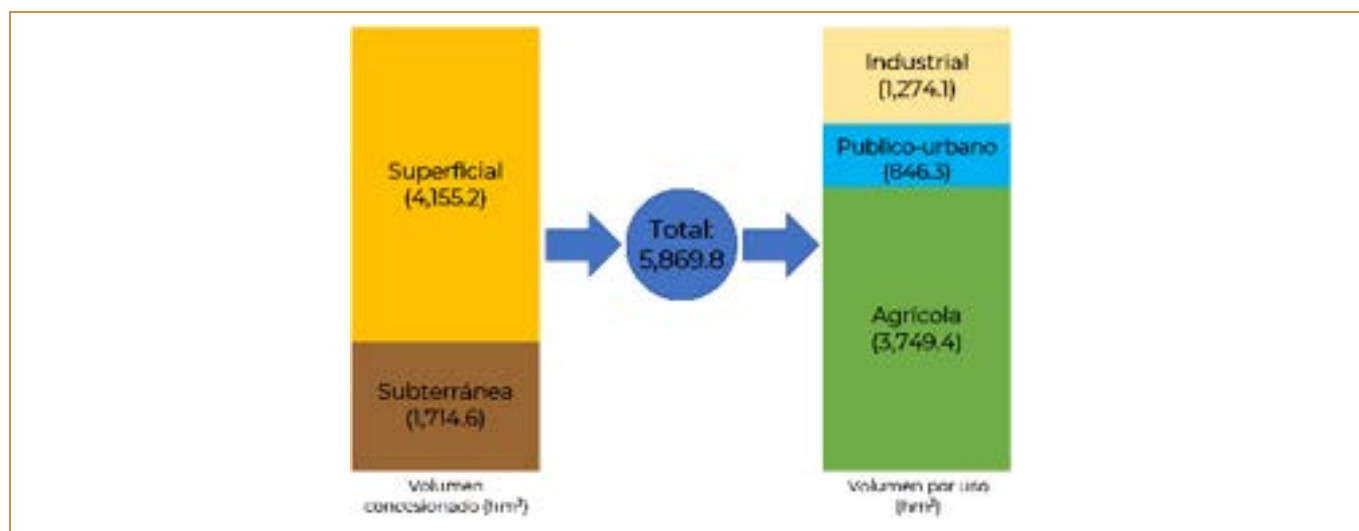 Superficial
(4,155.2)
Subterránea
(1,714.6)
Volumen
concesionado (hm³)
Total:
5,869.8
Industrial
(1,274.1)
Publico-urbano
(846.3)
Agrícola
(3,749.4)
Volumen por uso
(hm³)